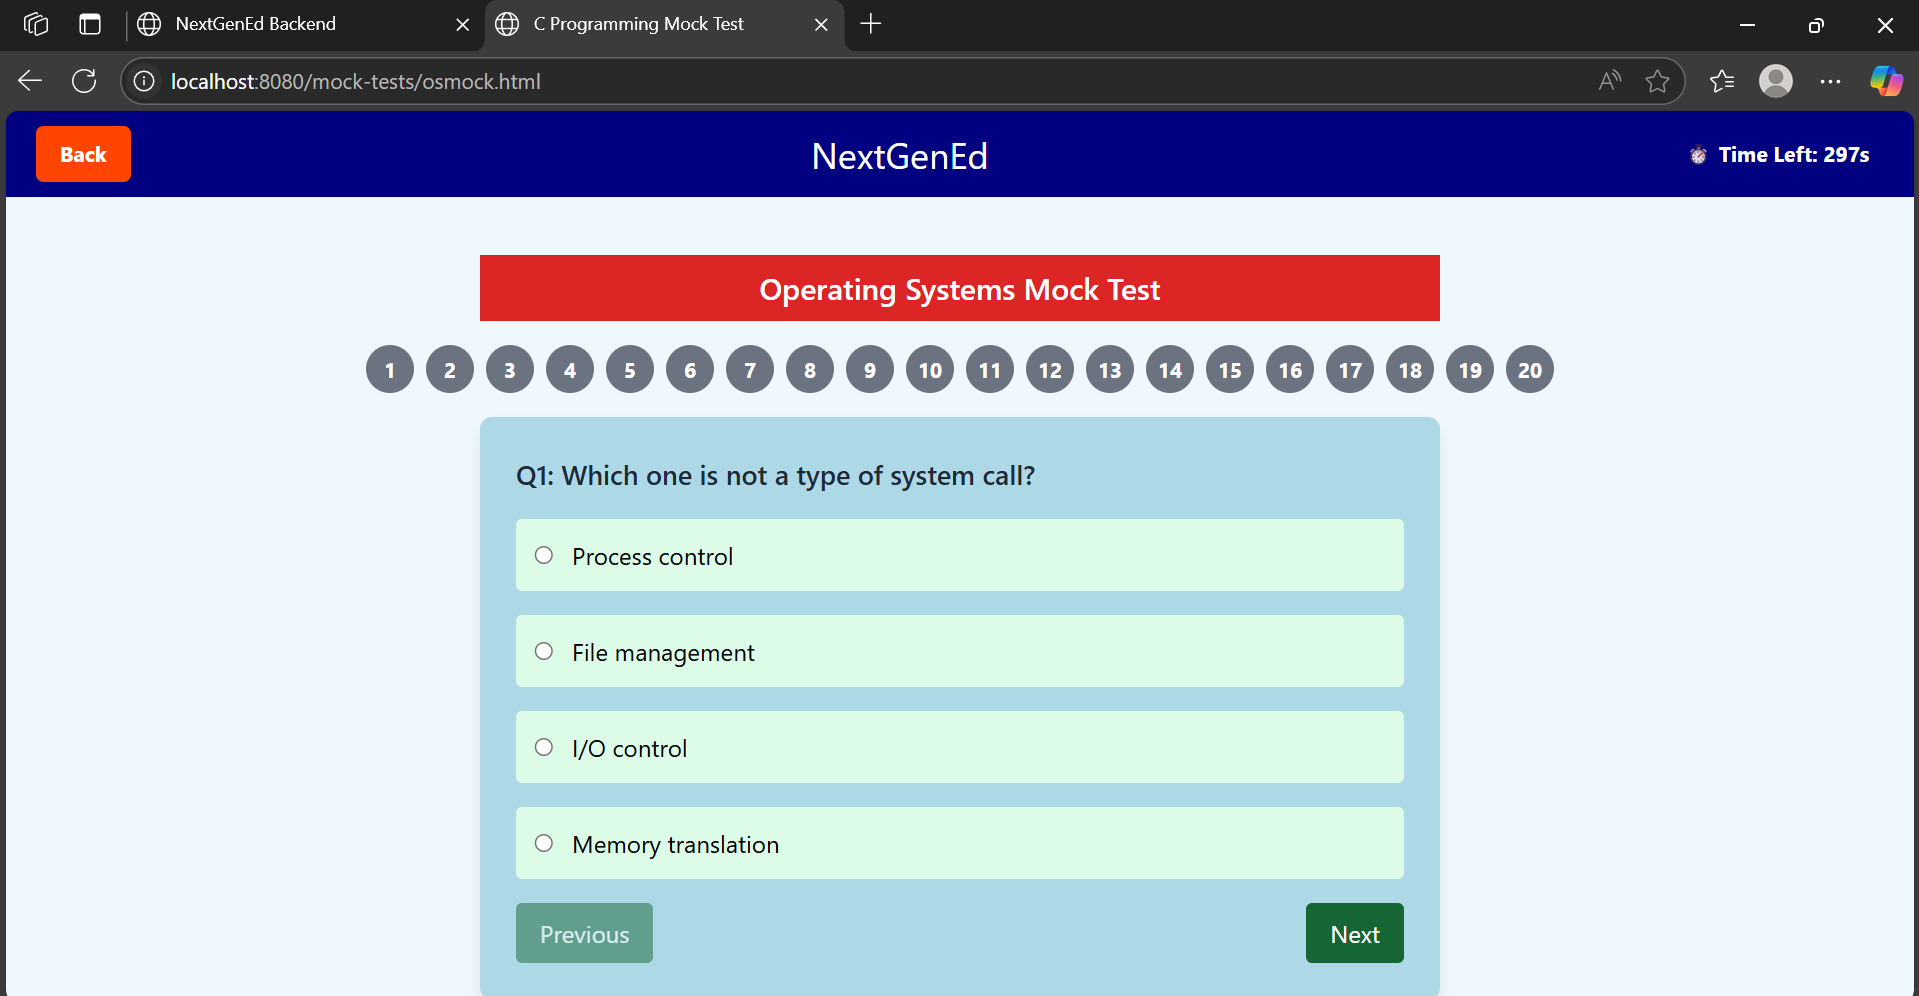 NextGenEd Backend
C Programming Mock Test
localhost:8080/mock-tests/osmock.html
Back
NextGenEd
Time Left: 297s
Operating Systems Mock Test
1 2 3 4 5 6 7 8 9 10 11 12 13 14 15 16 17 18 19 20
Q1: Which one is not a type of system call?
Process control
File management
I/O control
Memory translation
Previous
Next